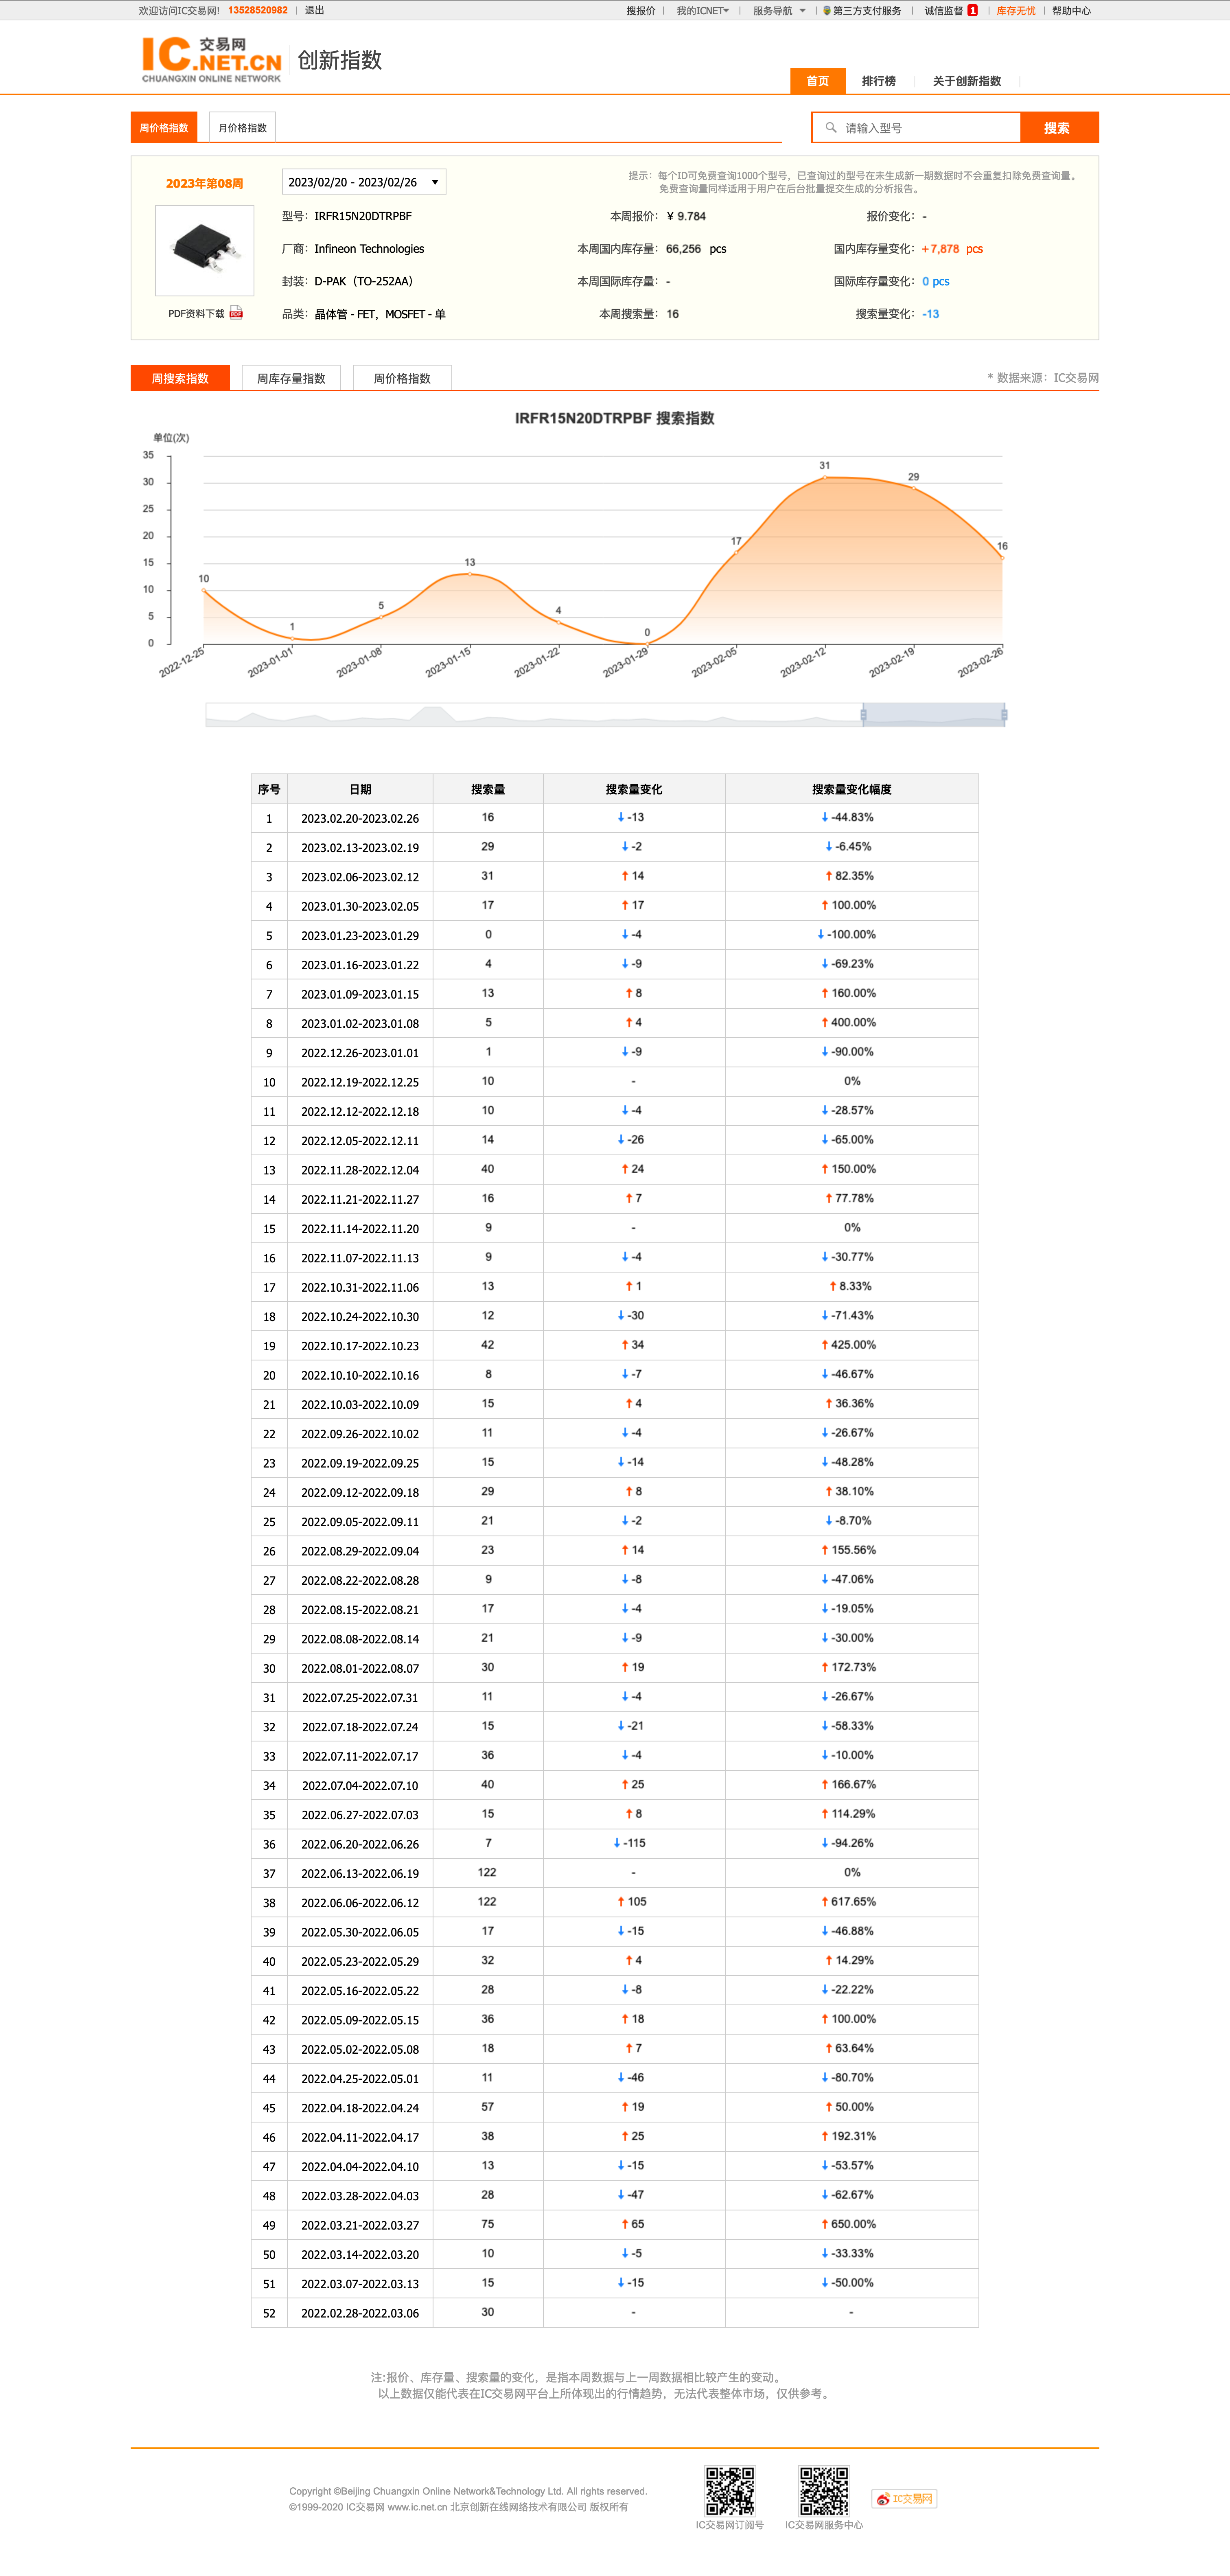 欢迎访问IC交易网! 13528520982 | 退出 搜报价 | 我的ICNET | 服务导航 | 第三方支付服务 | 诚信监督 1 | 库存无忧 | 帮助中心
IC 交易网 .NET.CN
CHUANGXIN ONLINE NETWORK
创新指数
首页 排行榜 关于创新指数
周价格指数 月价格指数 请输入型号 搜索
2023年第08周 2023/02/20 - 2023/02/26 提示：每个ID可免费查询1000个型号，已查询过的型号在未生成新一期数据时不会重复扣除免费查询量。
免费查询量同样适用于用户在后台批量提交生成的分析报告。
型号：IRFR15N20DTRPBF 本周报价：¥ 9.784 报价变化：-
厂商：Infineon Technologies 本周国内库存量：66,256 pcs 国内库存量变化：+7,878 pcs
封装：D-PAK（TO-252AA） 本周国际库存量：- 国际库存量变化：0 pcs
PDF资料下载 PDF 品类：晶体管 - FET，MOSFET - 单 本周搜索量：16 搜索量变化：-13
周搜索指数 周库存量指数 周价格指数 * 数据来源：IC交易网
IRFR15N20DTRPBF 搜索指数
单位(次)
35
30
25
20
15
10
5
0
10 1 5 13 4 0 17 31 29 16
2022-12-25 2023-01-01 2023-01-08 2023-01-15 2023-01-22 2023-01-29 2023-02-05 2023-02-12 2023-02-19 2023-02-26
序号 日期 搜索量 搜索量变化 搜索量变化幅度
1 2023.02.20-2023.02.26 16 ↓-13 ↓-44.83%
2 2023.02.13-2023.02.19 29 ↓-2 ↓-6.45%
3 2023.02.06-2023.02.12 31 ↑14 ↑82.35%
4 2023.01.30-2023.02.05 17 ↑17 ↑100.00%
5 2023.01.23-2023.01.29 0 ↓-4 ↓-100.00%
6 2023.01.16-2023.01.22 4 ↓-9 ↓-69.23%
7 2023.01.09-2023.01.15 13 ↑8 ↑160.00%
8 2023.01.02-2023.01.08 5 ↑4 ↑400.00%
9 2022.12.26-2023.01.01 1 ↓-9 ↓-90.00%
10 2022.12.19-2022.12.25 10 - 0%
11 2022.12.12-2022.12.18 10 ↓-4 ↓-28.57%
12 2022.12.05-2022.12.11 14 ↓-26 ↓-65.00%
13 2022.11.28-2022.12.04 40 ↑24 ↑150.00%
14 2022.11.21-2022.11.27 16 ↑7 ↑77.78%
15 2022.11.14-2022.11.20 9 - 0%
16 2022.11.07-2022.11.13 9 ↓-4 ↓-30.77%
17 2022.10.31-2022.11.06 13 ↑1 ↑8.33%
18 2022.10.24-2022.10.30 12 ↓-30 ↓-71.43%
19 2022.10.17-2022.10.23 42 ↑34 ↑425.00%
20 2022.10.10-2022.10.16 8 ↓-7 ↓-46.67%
21 2022.10.03-2022.10.09 15 ↑4 ↑36.36%
22 2022.09.26-2022.10.02 11 ↓-4 ↓-26.67%
23 2022.09.19-2022.09.25 15 ↓-14 ↓-48.28%
24 2022.09.12-2022.09.18 29 ↑8 ↑38.10%
25 2022.09.05-2022.09.11 21 ↓-2 ↓-8.70%
26 2022.08.29-2022.09.04 23 ↑14 ↑155.56%
27 2022.08.22-2022.08.28 9 ↓-8 ↓-47.06%
28 2022.08.15-2022.08.21 17 ↓-4 ↓-19.05%
29 2022.08.08-2022.08.14 21 ↓-9 ↓-30.00%
30 2022.08.01-2022.08.07 30 ↑19 ↑172.73%
31 2022.07.25-2022.07.31 11 ↓-4 ↓-26.67%
32 2022.07.18-2022.07.24 15 ↓-21 ↓-58.33%
33 2022.07.11-2022.07.17 36 ↓-4 ↓-10.00%
34 2022.07.04-2022.07.10 40 ↑25 ↑166.67%
35 2022.06.27-2022.07.03 15 ↑8 ↑114.29%
36 2022.06.20-2022.06.26 7 ↓-115 ↓-94.26%
37 2022.06.13-2022.06.19 122 - 0%
38 2022.06.06-2022.06.12 122 ↑105 ↑617.65%
39 2022.05.30-2022.06.05 17 ↓-15 ↓-46.88%
40 2022.05.23-2022.05.29 32 ↑4 ↑14.29%
41 2022.05.16-2022.05.22 28 ↓-8 ↓-22.22%
42 2022.05.09-2022.05.15 36 ↑18 ↑100.00%
43 2022.05.02-2022.05.08 18 ↑7 ↑63.64%
44 2022.04.25-2022.05.01 11 ↓-46 ↓-80.70%
45 2022.04.18-2022.04.24 57 ↑19 ↑50.00%
46 2022.04.11-2022.04.17 38 ↑25 ↑192.31%
47 2022.04.04-2022.04.10 13 ↓-15 ↓-53.57%
48 2022.03.28-2022.04.03 28 ↓-47 ↓-62.67%
49 2022.03.21-2022.03.27 75 ↑65 ↑650.00%
50 2022.03.14-2022.03.20 10 ↓-5 ↓-33.33%
51 2022.03.07-2022.03.13 15 ↓-15 ↓-50.00%
52 2022.02.28-2022.03.06 30 - -
注:报价、库存量、搜索量的变化，是指本周数据与上一周数据相比较产生的变动。
以上数据仅能代表在IC交易网平台上所体现出的行情趋势，无法代表整体市场，仅供参考。
Copyright ©Beijing Chuangxin Online Network&Technology Ltd. All rights reserved.
©1999-2020 IC交易网 www.ic.net.cn 北京创新在线网络技术有限公司 版权所有
IC交易网订阅号 IC交易网服务中心 IC交易网